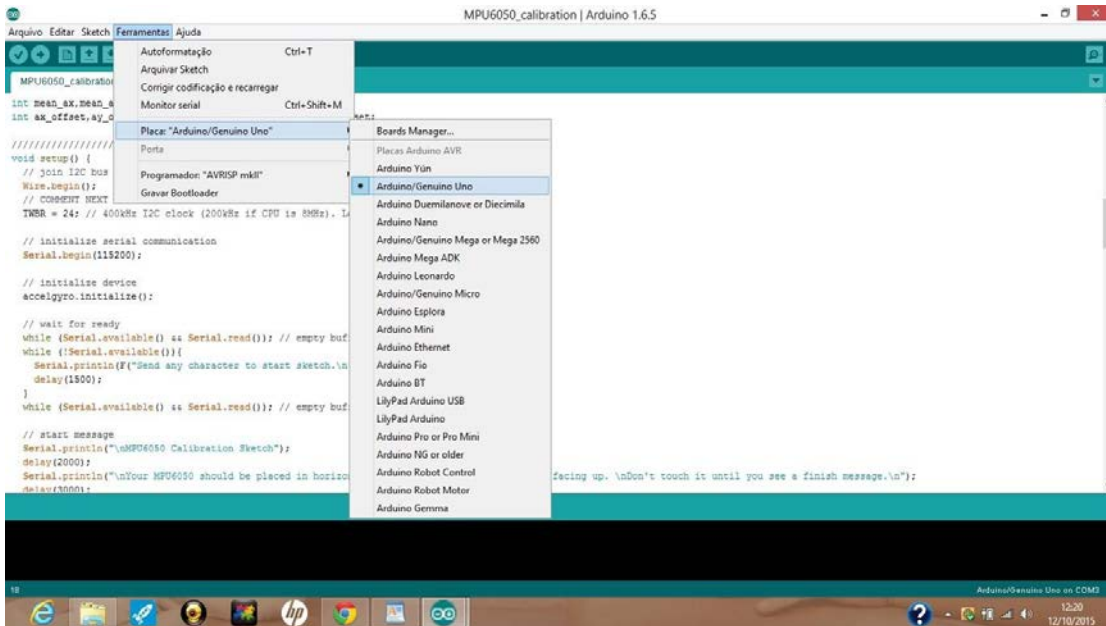 MPU6050_calibration | Arduino 1.6.5
Arquivo Editar Sketch Ferramentas Ajuda
Autoformatação Ctrl+T
Arquivar Sketch
Corrigir codificação e recarregar
Monitor serial Ctrl+Shift+M
Placa: "Arduino/Genuino Uno"
Porta
Programador: "AVRISP mkII"
Gravar Bootloader
Boards Manager...
Placas Arduino AVR
Arduino Yún
Arduino/Genuino Uno
Arduino Duemilanove or Diecimila
Arduino Nano
Arduino/Genuino Mega or Mega 2560
Arduino Mega ADK
Arduino Leonardo
Arduino/Genuino Micro
Arduino Esplora
Arduino Mini
Arduino Ethernet
Arduino Fio
Arduino BT
LilyPad Arduino USB
LilyPad Arduino
Arduino Pro or Pro Mini
Arduino NG or older
Arduino Robot Control
Arduino Robot Motor
Arduino Gemma
MPU6050_calibration
int mean_ax,mean_a
int ax_offset,ay_o set;
//////////////////
void setup() {
// join I2C bus
Wire.begin();
// COMMENT NEXT
TWBR = 24; // 400kHz I2C clock (200kHz if CPU is 8MHz).
// initialize serial communication
Serial.begin(115200);
// initialize device
accelgyro.initialize();
// wait for ready
while (Serial.available() && Serial.read()); // empty buf
while (!Serial.available()){
Serial.println(F("Send any character to start sketch.\n
delay(1500);
}
while (Serial.available() && Serial.read()); // empty buf
// start message
Serial.println("\nMPU6050 Calibration Sketch");
delay(2000);
Serial.println("\nYour MPU6050 should be placed in horizo facing up. \nDon't touch it until you see a finish message.\n");
delay(3000);
18
Arduino/Genuino Uno on COM3
hp
12:20
12/10/2015